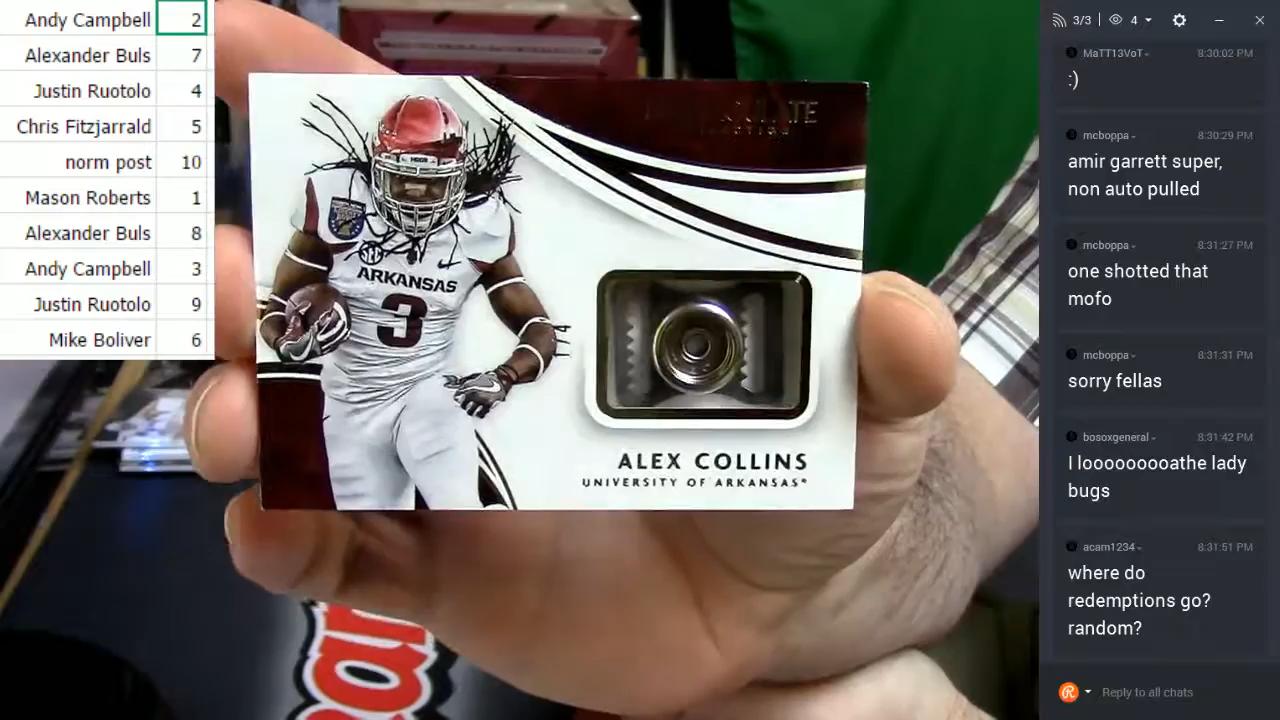 Andy Campbell 2
Alexander Buls 7
Justin Ruotolo 4
Chris Fitzjarrald 5
norm post 10
Mason Roberts 1
Alexander Buls 8
Andy Campbell 3
Justin Ruotolo 9
Mike Boliver 6
ARKANSAS
3
ALEX COLLINS
UNIVERSITY OF ARKANSAS®
3/3 4
MaTT13VoT 8:30:02 PM
:)
mcboppa 8:30:29 PM
amir garrett super,
non auto pulled
mcboppa 8:31:27 PM
one shotted that
mofo
mcboppa 8:31:31 PM
sorry fellas
bosoxgeneral 8:31:42 PM
I looooooooathe lady
bugs
acam1234 8:31:51 PM
where do
redemptions go?
random?
Reply to all chats